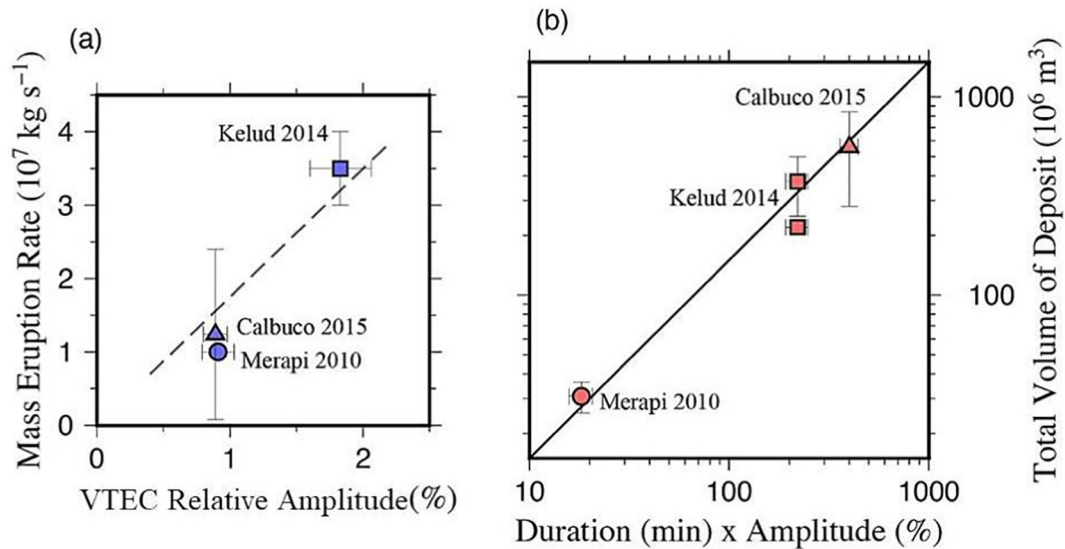 (a)
Mass Eruption Rate (10⁷ kg s⁻¹)
4
3
2
1
0
Kelud 2014
Calbuco 2015
Merapi 2010
0 1 2
VTEC Relative Amplitude(%)
(b)
Calbuco 2015
Kelud 2014
Merapi 2010
1000
100
Total Volume of Deposit (10⁶ m³)
10 100 1000
Duration (min) x Amplitude (%)